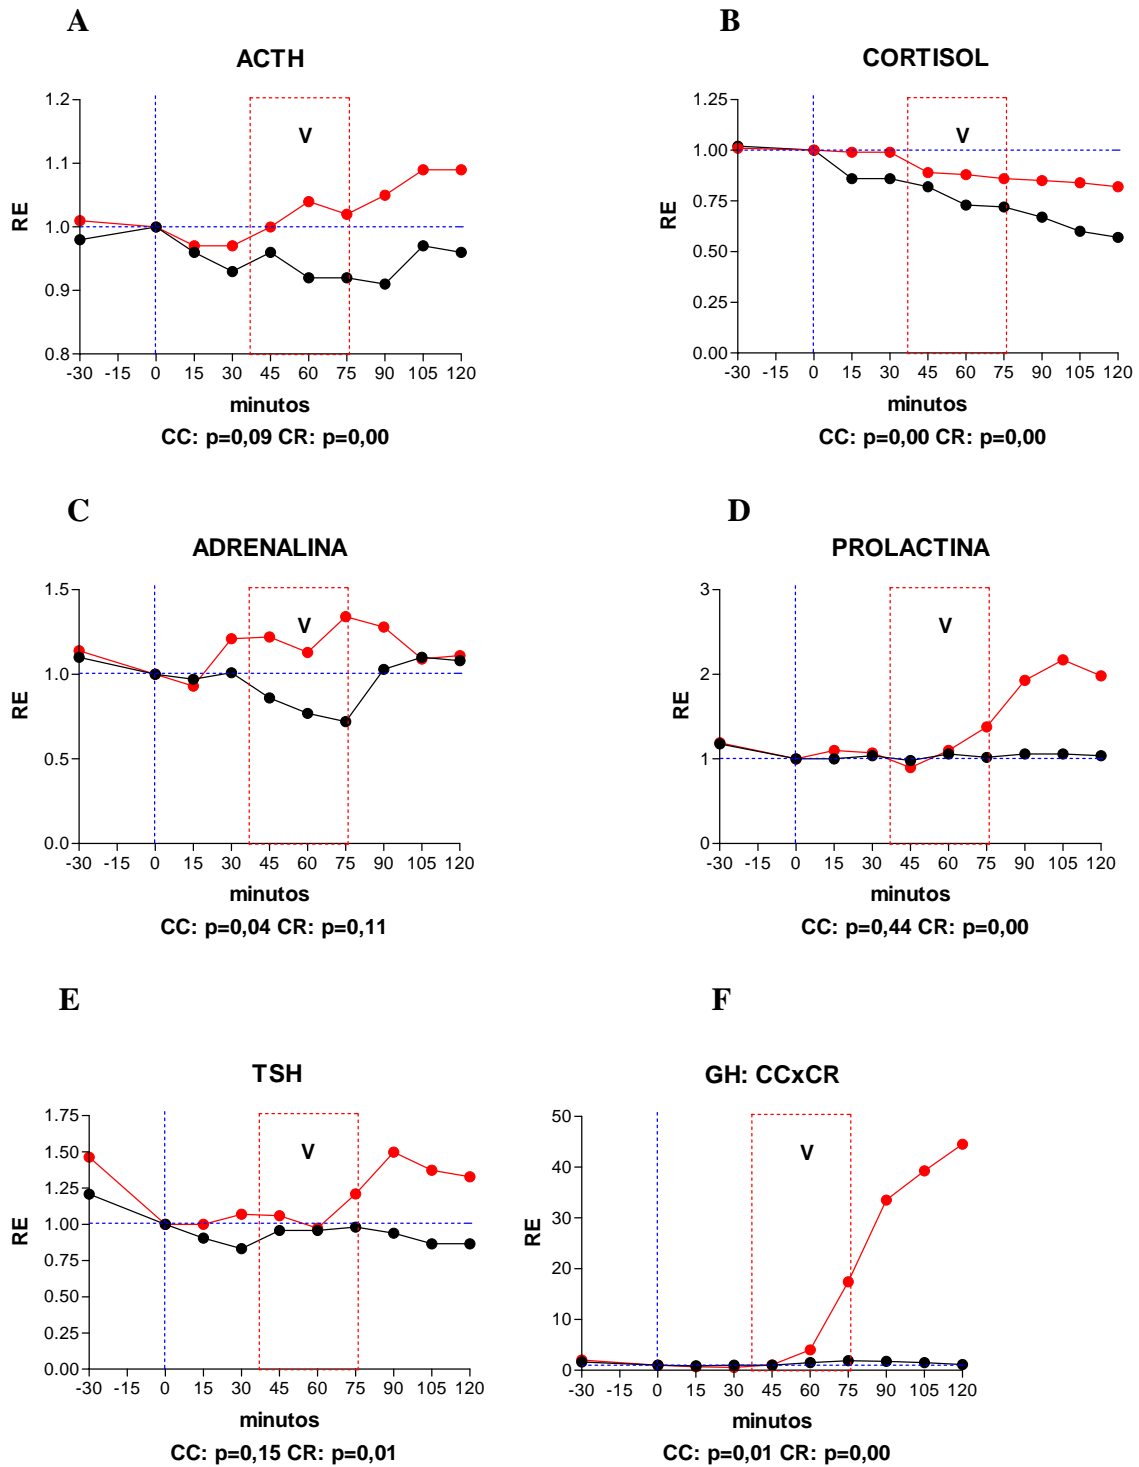 A
ACTH
1.2
1.1
1.0
0.9
0.8
RE
V
-30 -15 0 15 30 45 60 75 90 105 120
minutos
CC: p=0,09 CR: p=0,00
B
CORTISOL
1.25
1.00
0.75
0.50
0.25
0.00
RE
V
-30 -15 0 15 30 45 60 75 90 105 120
minutos
CC: p=0,00 CR: p=0,00
C
ADRENALINA
1.5
1.0
0.5
0.0
RE
V
-30 -15 0 15 30 45 60 75 90 105 120
minutos
CC: p=0,04 CR: p=0,11
D
PROLACTINA
3
2
1
0
RE
V
-30 -15 0 15 30 45 60 75 90 105 120
minutos
CC: p=0,44 CR: p=0,00
E
TSH
1.75
1.50
1.25
1.00
0.75
0.50
0.25
0.00
RE
V
-30 -15 0 15 30 45 60 75 90 105 120
minutos
CC: p=0,15 CR: p=0,01
F
GH: CCxCR
50
40
30
20
10
0
RE
V
-30 -15 0 15 30 45 60 75 90 105 120
minutos
CC: p=0,01 CR: p=0,00